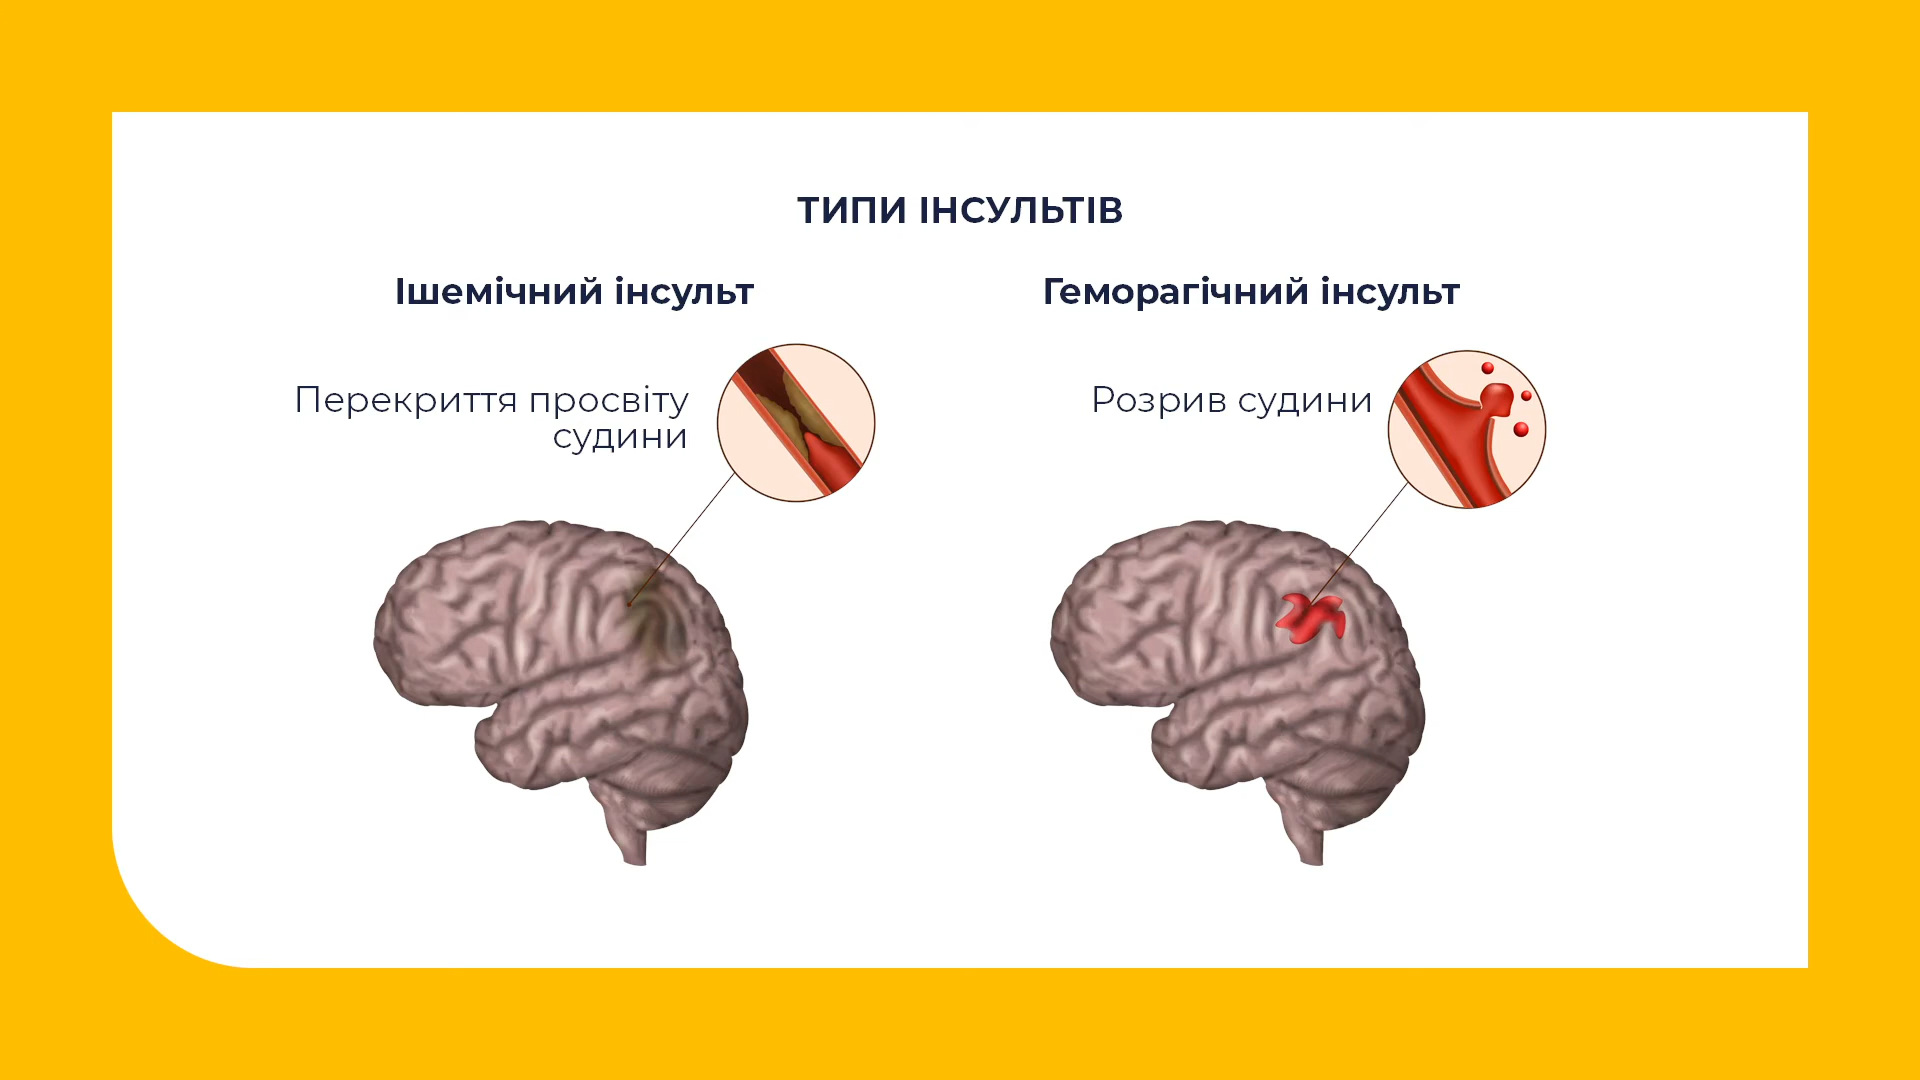 ТИПИ ІНСУЛЬТІВ
Ішемічний інсульт
Перекриття просвіту
судини
Геморагічний інсульт
Розрив судини